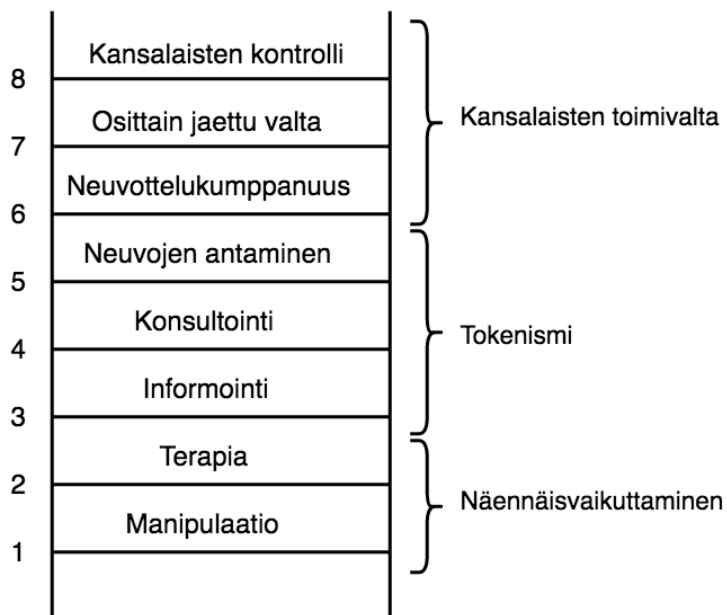 Kansalaisten kontrolli
8
Osittain jaettu valta
Kansalaisten toimivalta
7
Neuvottelukumppanuus
6
Neuvojen antaminen
5
Konsultointi
Tokenismi
4
Informointi
3
Terapia
2
Näennäisvaikuttaminen
Manipulaatio
1